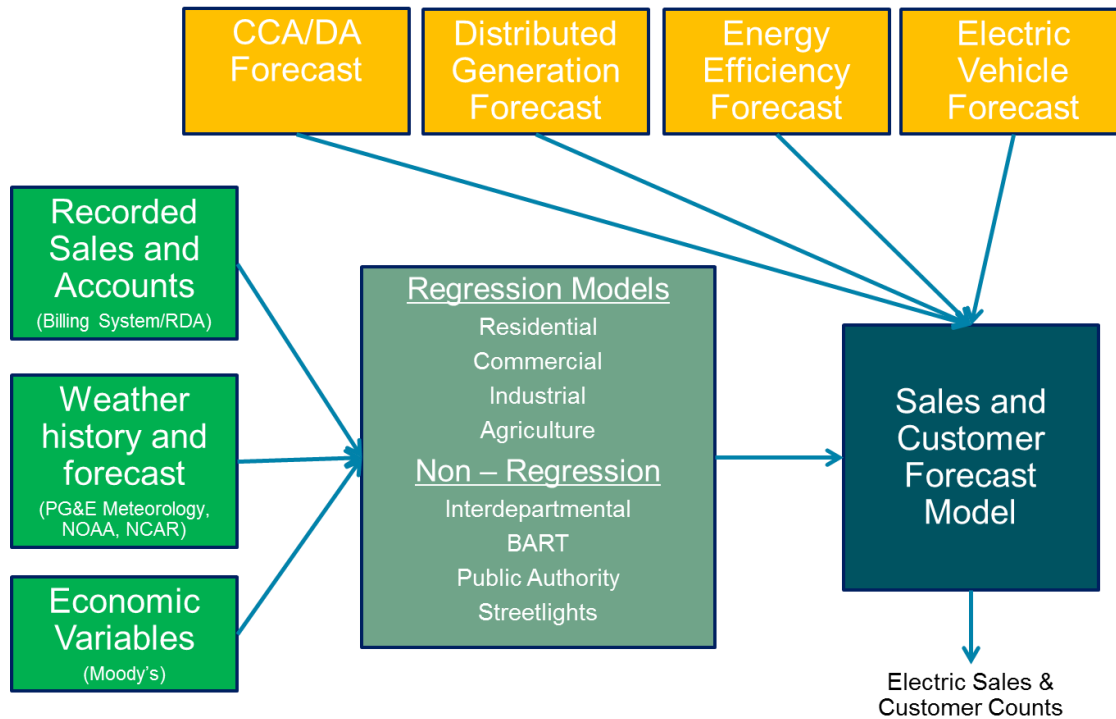 CCA/DA
Forecast
Distributed
Generation
Forecast
Energy
Efficiency
Forecast
Electric
Vehicle
Forecast
Recorded
Sales and
Accounts
(Billing System/RDA)
Weather
history and
forecast
(PG&E Meteorology,
NOAA, NCAR)
Economic
Variables
(Moody's)
Regression Models
Residential
Commercial
Industrial
Agriculture
Non – Regression
Interdepartmental
BART
Public Authority
Streetlights
Sales and
Customer
Forecast
Model
Electric Sales &
Customer Counts